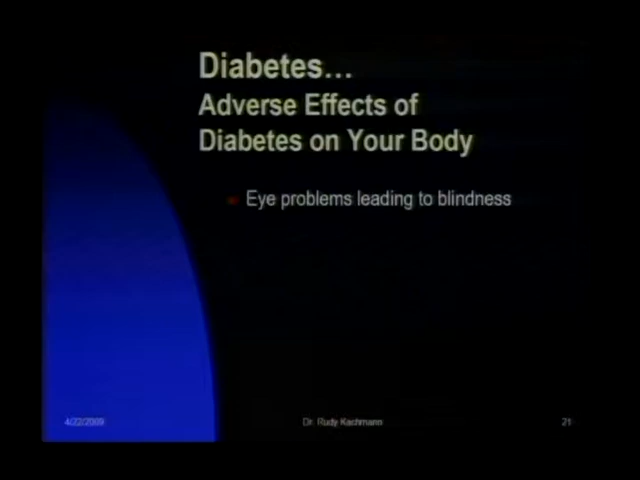 Diabetes…
Adverse Effects of
Diabetes on Your Body
Eye problems leading to blindness
4/22/2009
Dr. Rudy Kachmann
21